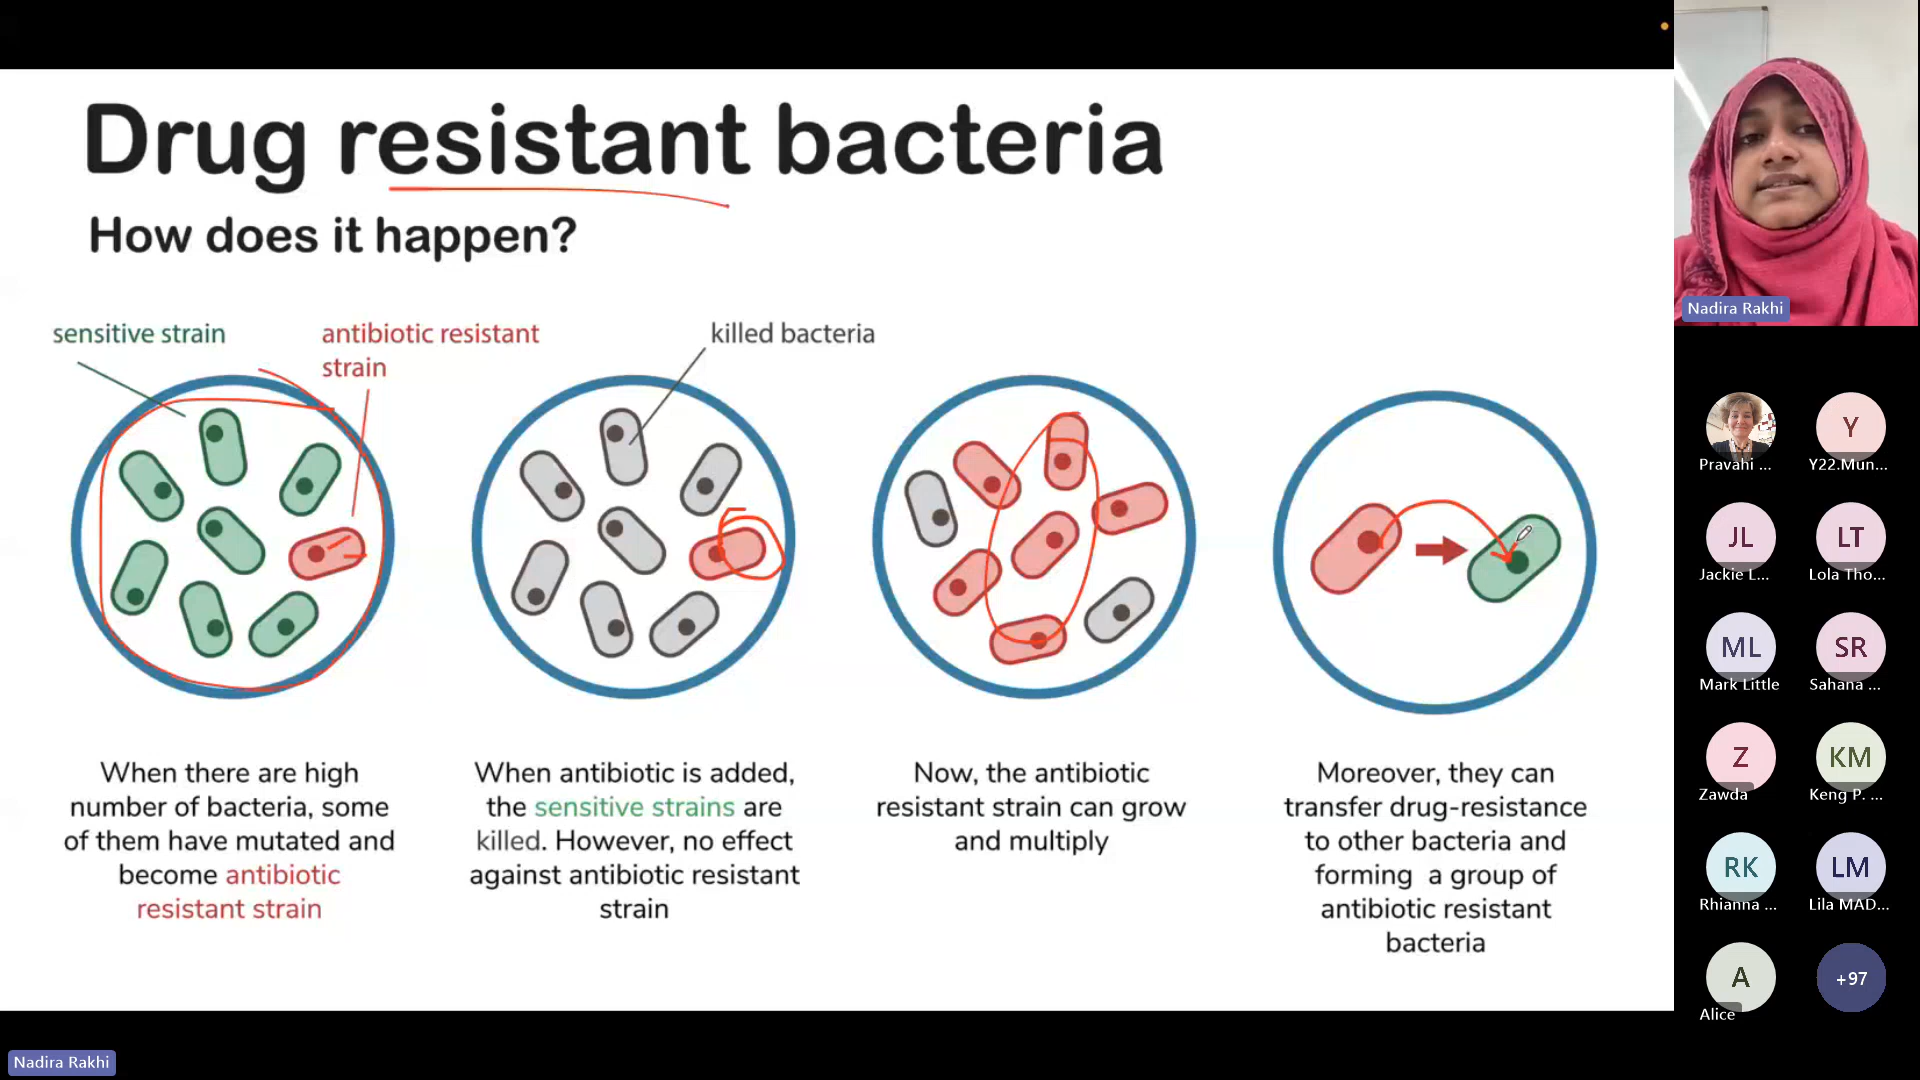 Drug resistant bacteria
How does it happen?
sensitive strain
antibiotic resistant
strain
killed bacteria
When there are high
number of bacteria, some
of them have mutated and
become antibiotic
resistant strain
When antibiotic is added,
the sensitive strains are
killed. However, no effect
against antibiotic resistant
strain
Now, the antibiotic
resistant strain can grow
and multiply
Moreover, they can
transfer drug-resistance
to other bacteria and
forming a group of
antibiotic resistant
bacteria
Nadira Rakhi
Pravahi ...
Y
Y22.Mun...
JL
Jackie L...
LT
Lola Tho...
ML
Mark Little
SR
Sahana ...
Z
Zawda
KM
Keng P. ...
RK
Rhianna ...
LM
Lila MAD...
A
Alice
+97
Nadira Rakhi